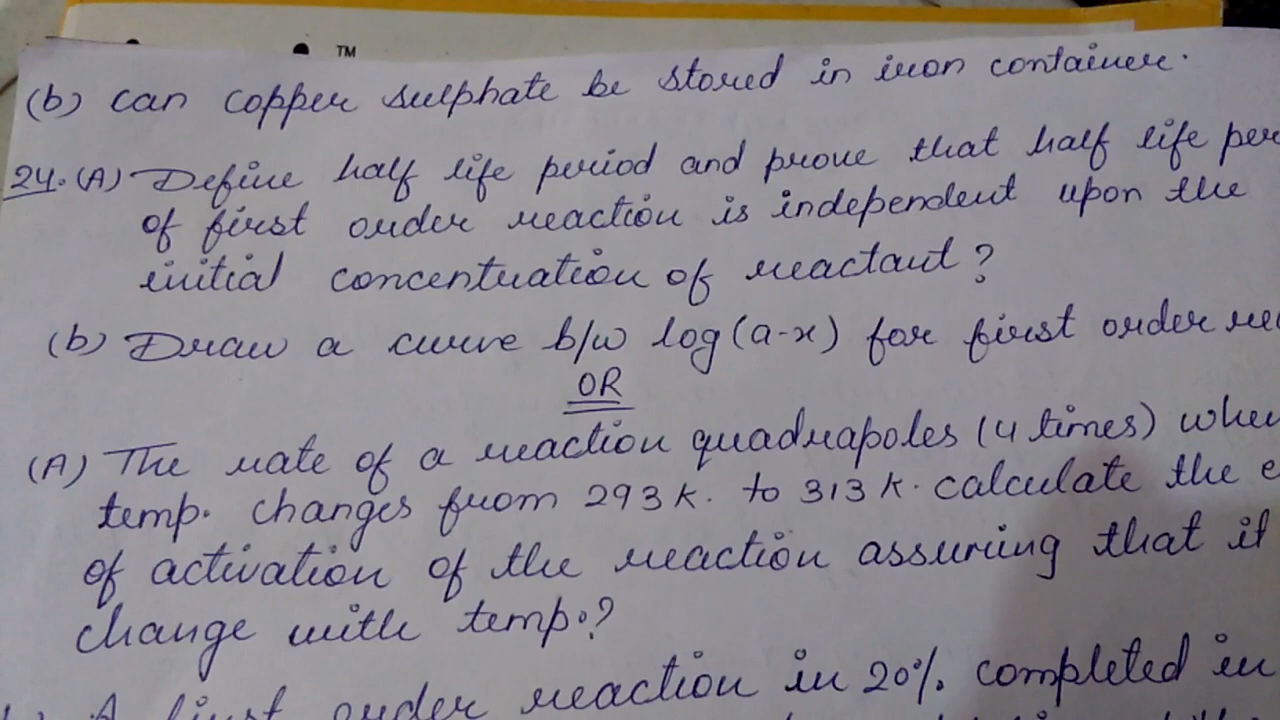 TM
(b) can copper sulphate be stored in iron container.
24. (A) Define half life period and prove that half life per
of first order reaction is independent upon the
initial concentration of reactant?
(b) Draw a curve b/w log (a-x) for first order rea
OR
(A) The rate of a reaction quadrapoles (4 times) when
temp. changes from 293 K. to 313 K. calculate the e
of activation of the reaction assuming that it
change with temp.?
A first order reaction in 20% completed in